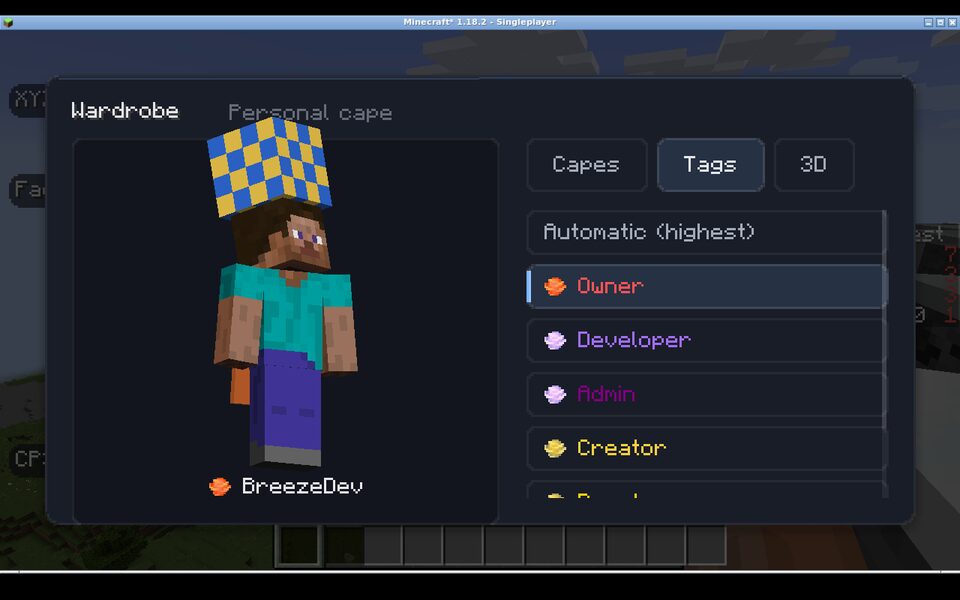 Minecraft* 1.18.2 - Singleplayer
Wardrobe
Personal cape
Capes
Tags
3D
Automatic (highest)
Owner
Developer
Admin
Creator
BreezeDev